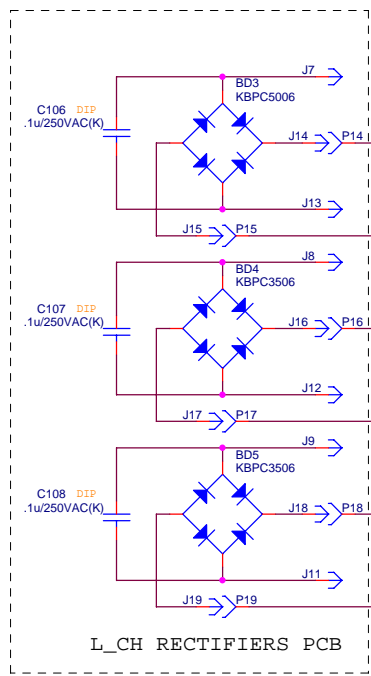 BD3
KBPC5006
J7
C106 DIP
.1u/250VAC(K)
J14 P14
J13
J15 P15
BD4
KBPC3506
J8
C107 DIP
.1u/250VAC(K)
J16 P16
J12
J17 P17
BD5
KBPC3506
J9
C108 DIP
.1u/250VAC(K)
J18 P18
J11
J19 P19
L_CH RECTIFIERS PCB